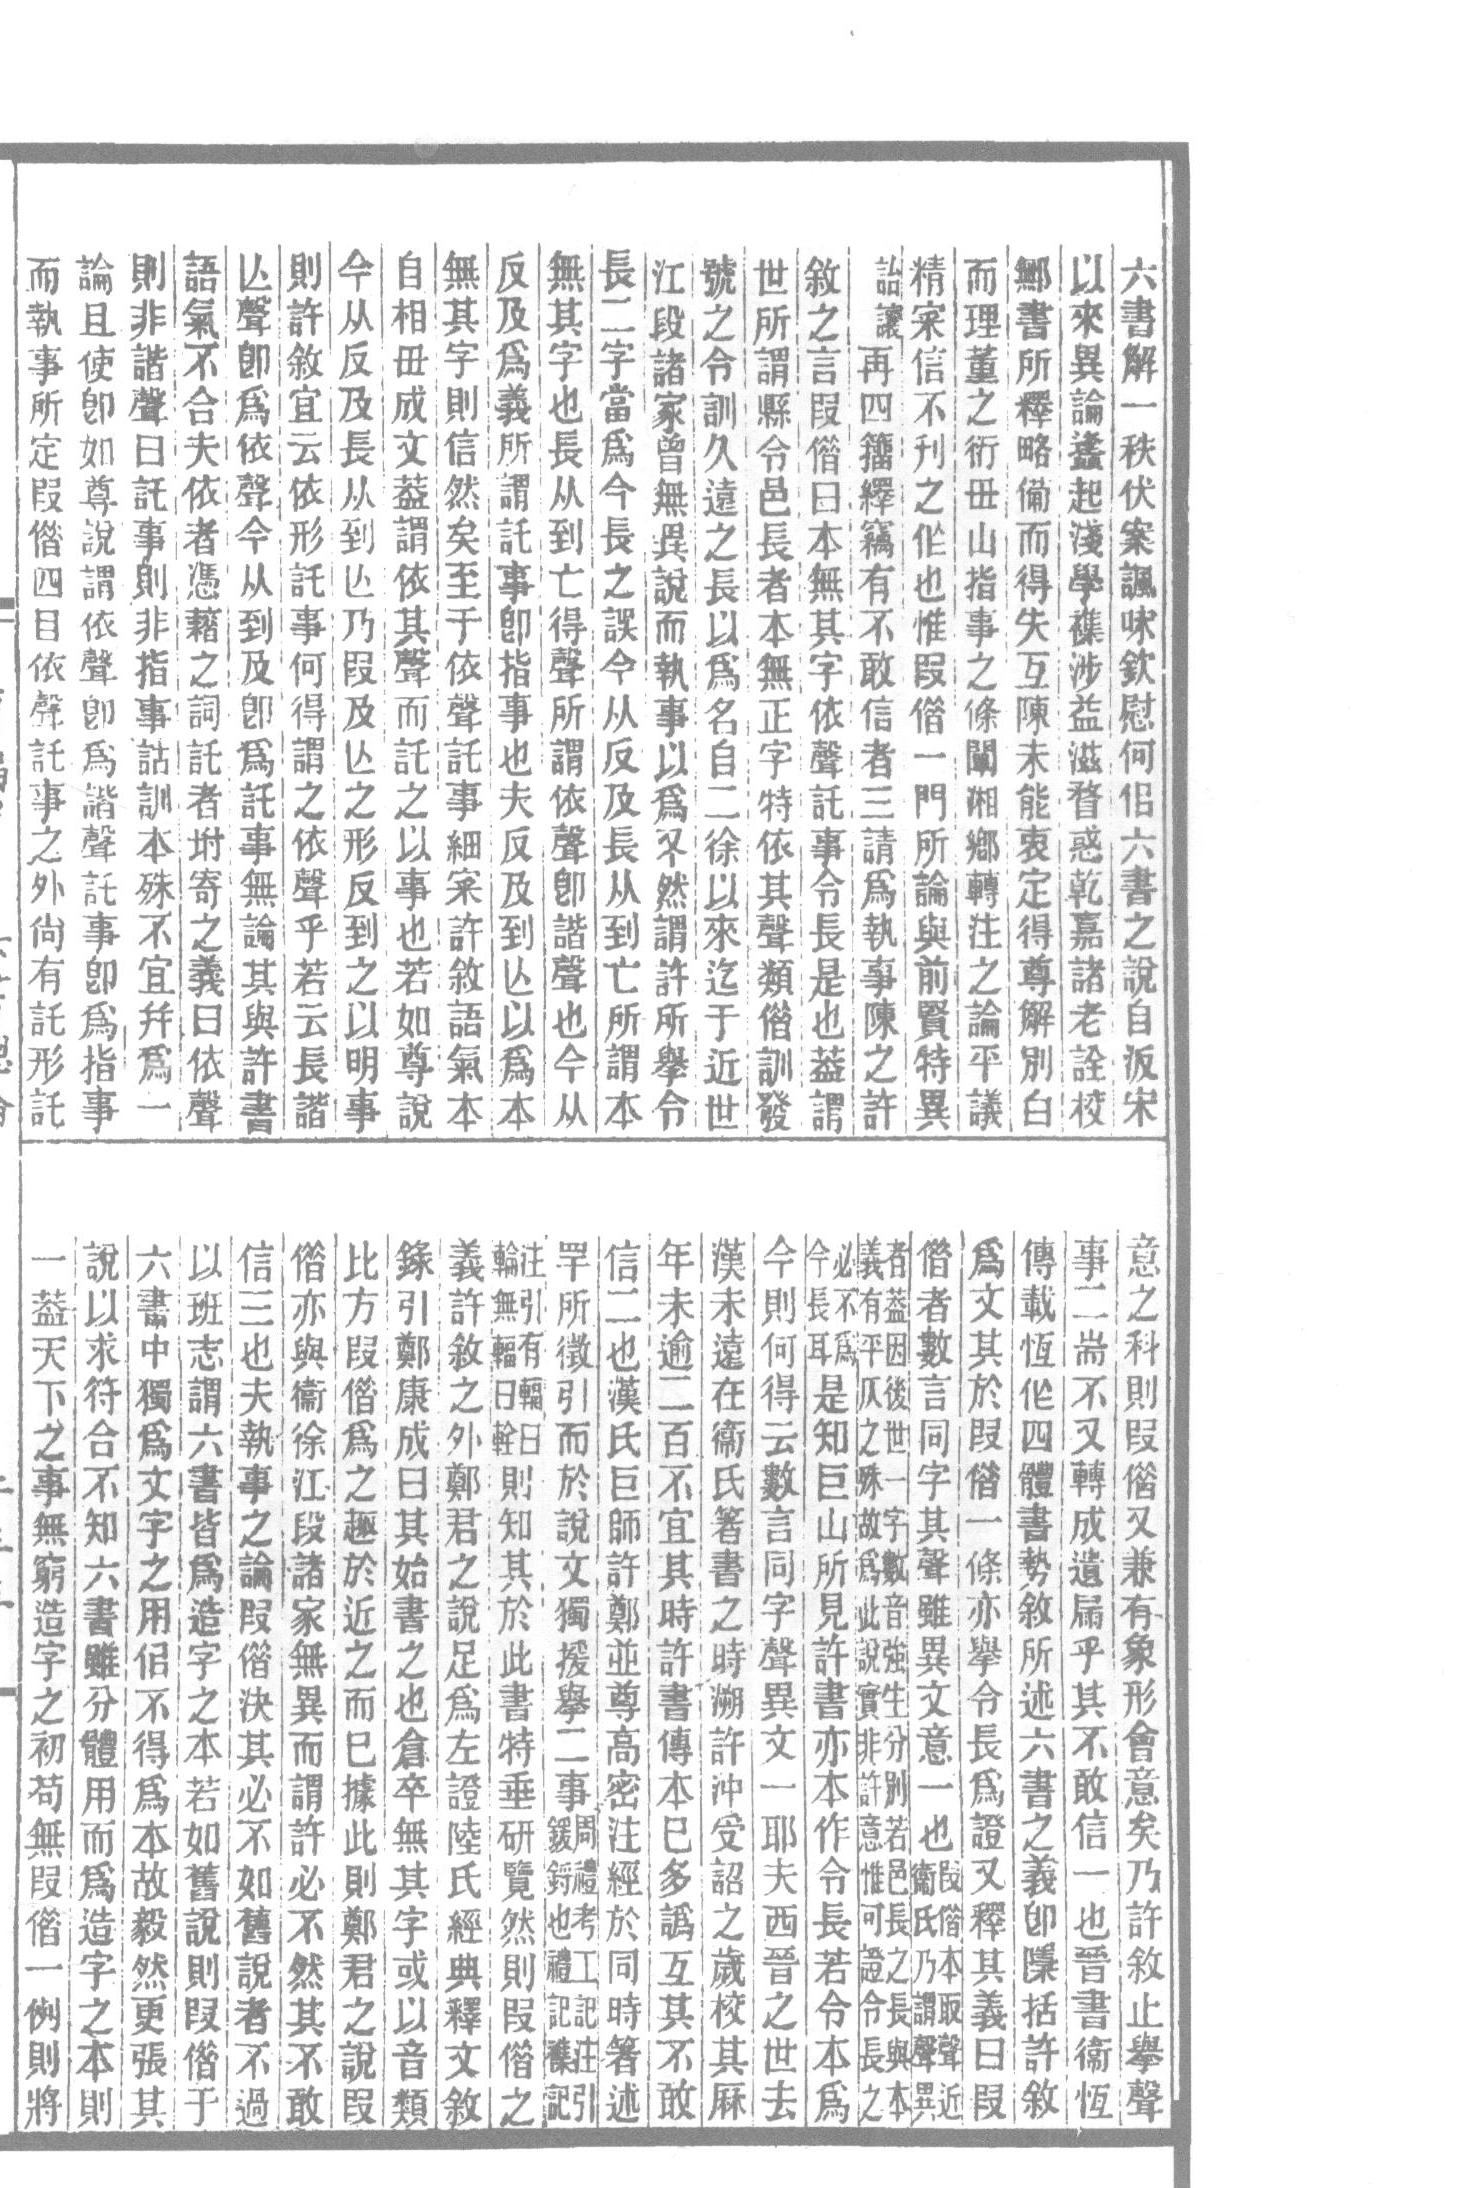 六書解一秩伏案諷咏欽慰何侣六書之說自汳宋
以來異論蠭起淺學襍涉益滋瞀惑乾嘉諸老詮校
鄦書所釋略僃而得失互陳未能衷定得尊解別白
而理董之衍毌山指事之條闡湘鄉轉注之論平議
精宷信不刋之作也惟叚偺一門所論與前賢特異
詒讓再四籀繹竊有不敢信者三請爲執事陳之許
敘之言叚偺曰本無其字依聲託事令長是也葢謂
世所謂縣令邑長者本無正字特依其聲類偺訓發
號之令訓久遠之長以爲名自二徐以來迄于近世
江段諸家曾無異說而執事以爲不然謂許所舉令
長二字當爲今長之誤今从反及長从到亡所謂本
無其字也長从到亡得聲所謂依聲卽諧聲也今从
反及爲義所謂託事卽指事也夫反及到亾以爲本
無其字則信然矣至于依聲託事細宷許敘語氣本
自相毌成文葢謂依其聲而託之以事也若如尊說
今从反及長从到亾乃叚及亾之形反到之以明事
則許敘宜云依形託事何得謂之依聲乎若云長諧
亾聲卽爲依聲今从到及卽爲託事無論其與許書
語氣不合夫依者憑藉之詞託者坿寄之義曰依聲
則非諧聲曰託事則非指事詁訓本殊不宜幷爲一
論且使卽如尊說謂依聲卽爲諧聲託事卽爲指事
而執事所定叚偺四目依聲託事之外尙有託形託
意之科則叚偺又兼有象形會意矣乃許敘止舉聲
事二耑不又轉成遺扇乎其不敢信一也晉書衞恆
傳載恆作四體書勢敘所述六書之義卽檃括許敘
爲文其於叚偺一條亦舉令長爲證又釋其義曰叚
偺者數言同字其聲雖異文意一也叚偺本取聲近衞氏乃謂聲異
者葢因後世一字數音強生分別若邑長之長與本義有平仄之殊故爲此說實非許意惟可證令長之
必不爲今長耳是知巨山所見許書亦本作令長若令本爲
今則何得云數言同字聲異文一耶夫西晉之世去
漢未遠在衞氏箸書之時溯許沖受詔之歲校其厤
年未逾二百不宜其時許書傳本已多譌互其不敢
信二也漢氏巨師許鄭並尊高密注經於同時箸述
罕所徵引而於說文獨援舉二事周禮考工記注引鍰鋝也禮記襍記
注引有輻曰輪無輻曰輇則知其於此書特垂研覽然則叚偺之
義許敘之外鄭君之說足爲左證陸氏經典釋文敘
錄引鄭康成曰其始書之也倉卒無其字或以音類
比方叚偺爲之趣於近之而已據此則鄭君之說叚
偺亦與衞徐江段諸家無異而謂許必不然其不敢
信三也夫執事之論叚偺決其必不如舊說者不過
以班志謂六書皆爲造字之本若如舊說則叚偺于
六書中獨爲文字之用侣不得爲本故毅然更張其
說以求符合不知六書雖分體用而爲造字之本則
一葢天下之事無窮造字之初苟無叚偺一例則將